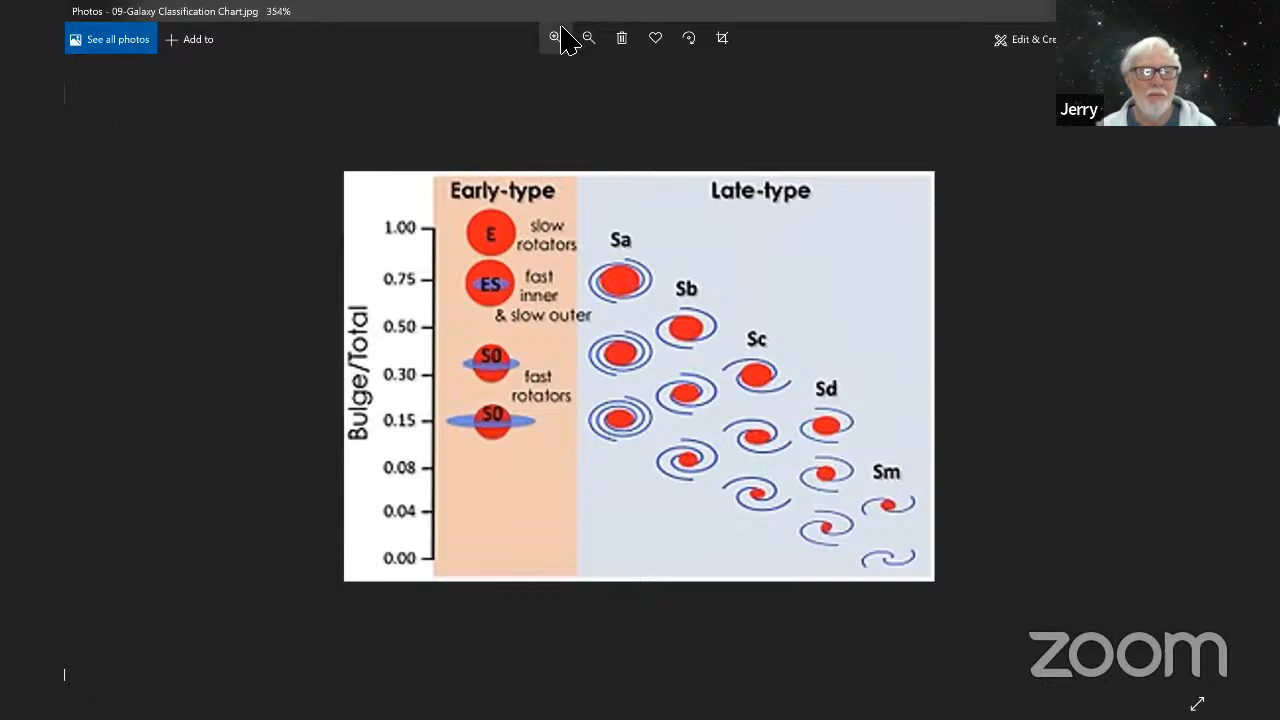 Photos - 09-Galaxy Classification Chart.jpg 354%
See all photos
Add to
Edit & Cre
Jerry
Early-type
Late-type
Bulge/Total
1.00
0.75
0.50
0.30
0.15
0.08
0.04
0.00
E
slow
rotators
ES
fast
inner
& slow outer
S0
fast
rotators
S0
Sa
Sb
Sc
Sd
Sm
zoom